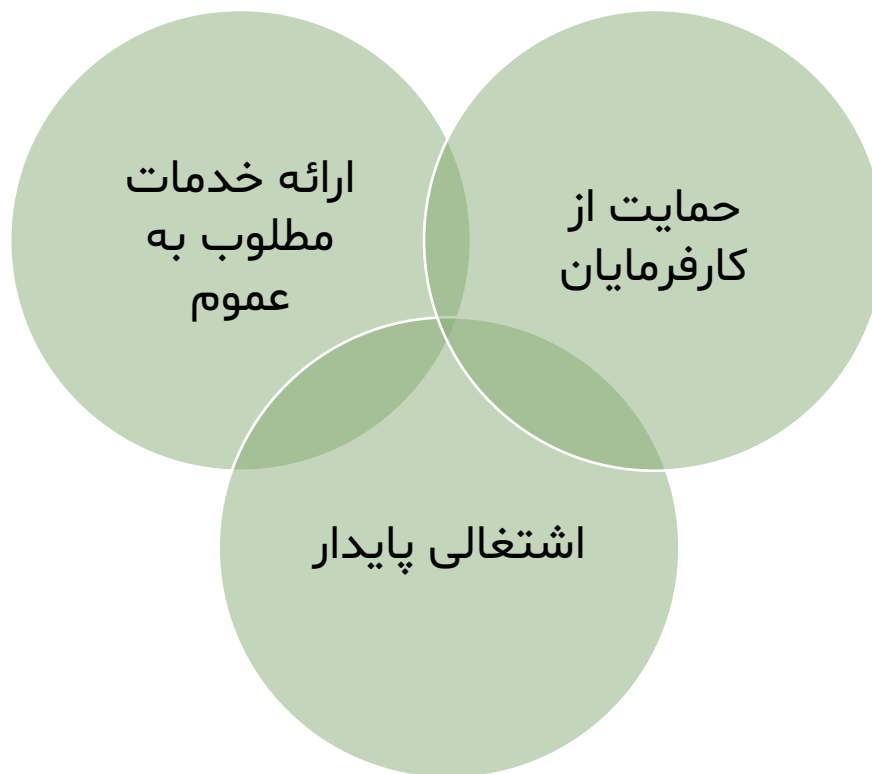 حمایت از
کارفرمایان
ارائه خدمات
مطلوب به
عموم
اشتغالی پایدار